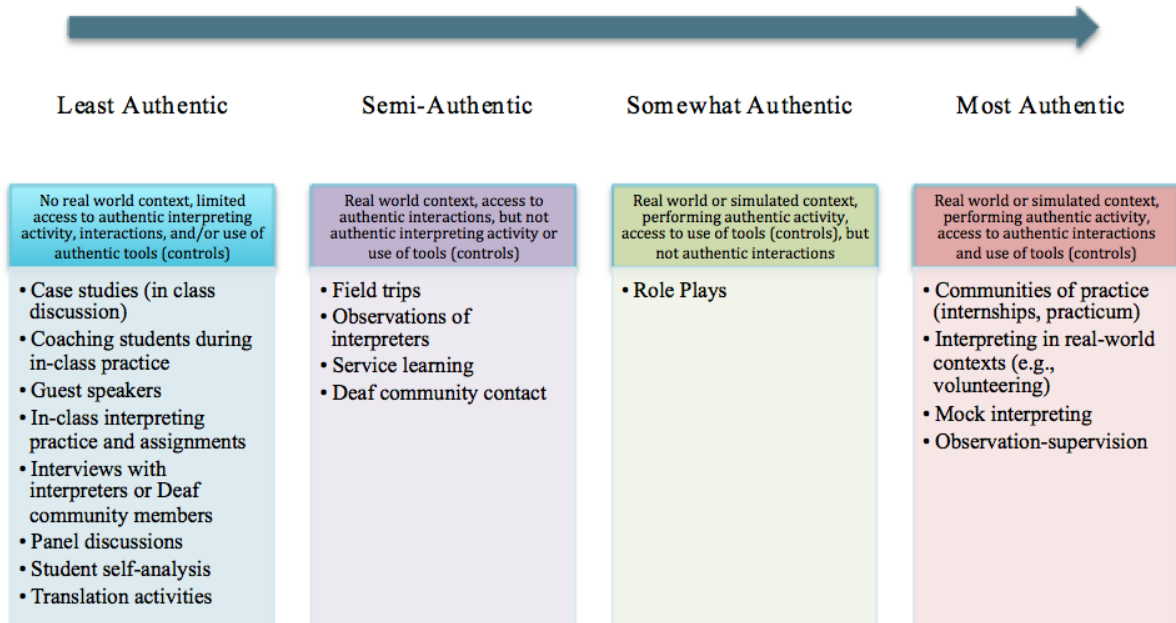 Least Authentic
Semi-Authentic
Somewhat Authentic
Most Authentic
No real world context, limited
access to authentic interpreting
activity, interactions, and/or use of
authentic tools (controls)
• Case studies (in class
discussion)
• Coaching students during
in-class practice
• Guest speakers
• In-class interpreting
practice and assignments
• Interviews with
interpreters or Deaf
community members
• Panel discussions
• Student self-analysis
• Translation activities
Real world context, access to
authentic interactions, but not
authentic interpreting activity or
use of tools (controls)
• Field trips
• Observations of
interpreters
• Service learning
• Deaf community contact
Real world or simulated context,
performing authentic activity,
access to use of tools (controls), but
not authentic interactions
• Role Plays
Real world or simulated context,
performing authentic activity,
access to authentic interactions
and use of tools (controls)
• Communities of practice
(internships, practicum)
• Interpreting in real-world
contexts (e.g.,
volunteering)
• Mock interpreting
• Observation-supervision